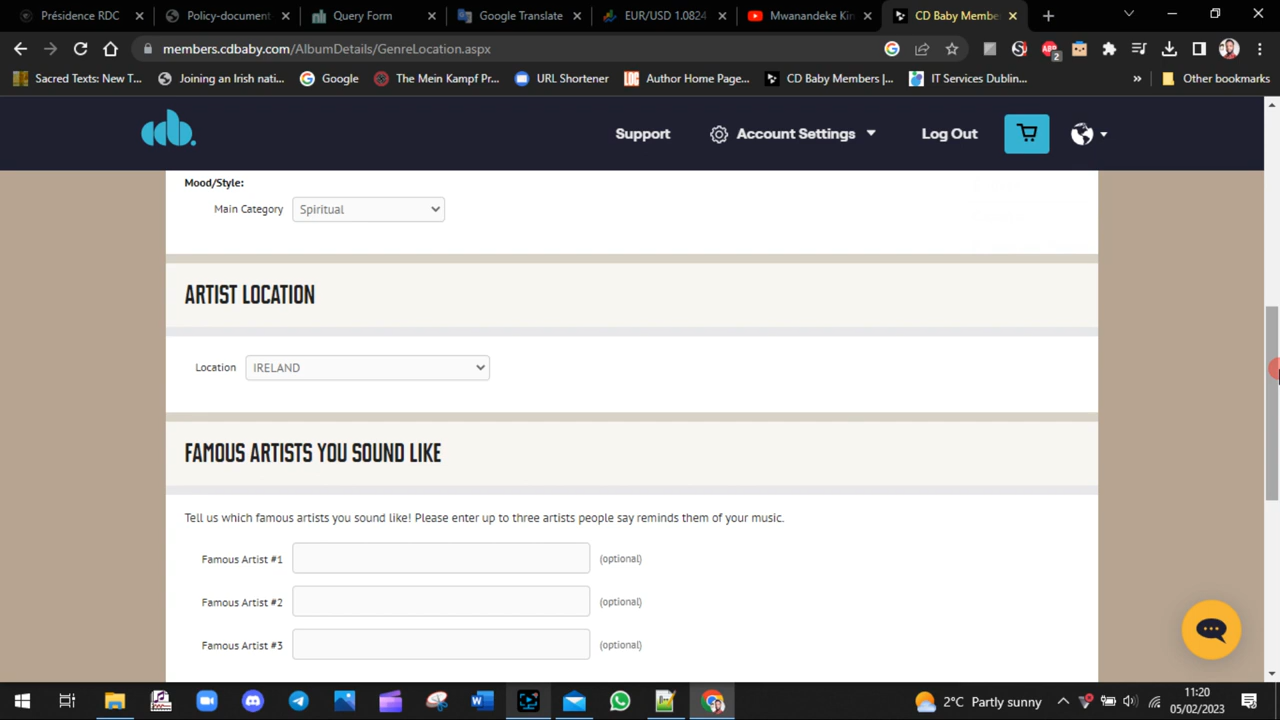 Présidence RDC
Policy-document
Query Form
Google Translate
EUR/USD 1.0824
Mwanandeke Kin
CD Baby Membe
members.cdbaby.com/AlbumDetails/GenreLocation.aspx
2
Sacred Texts: New T...
Joining an Irish nati...
Google
The Mein Kampf Pr...
URL Shortener
Author Home Page...
CD Baby Members |...
IT Services Dublin...
»
Other bookmarks
cdb.
Support
Account Settings
Log Out
Mood/Style:
Main Category
Spiritual
ARTIST LOCATION
Location
IRELAND
FAMOUS ARTISTS YOU SOUND LIKE
Tell us which famous artists you sound like! Please enter up to three artists people say reminds them of your music.
Famous Artist #1
(optional)
Famous Artist #2
(optional)
Famous Artist #3
(optional)
2°C Partly sunny
11:20
05/02/2023